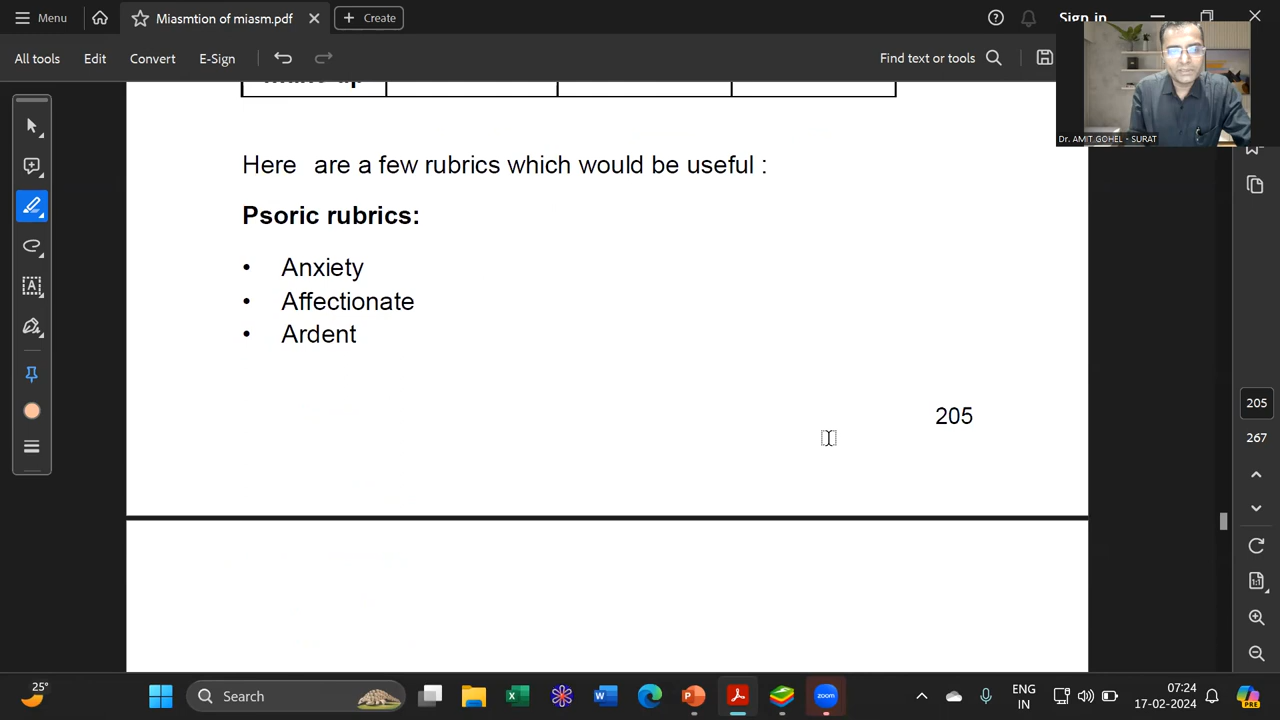 Menu
Miasmtion of miasm.pdf
Create
Sign in
All tools
Edit
Convert
E-Sign
Find text or tools
Dr. AMIT GOHEL - SURAT
Here are a few rubrics which would be useful :
Psoric rubrics:
• Anxiety
• Affectionate
• Ardent
205
205
267
25°
Search
ENG
IN
07:24
17-02-2024